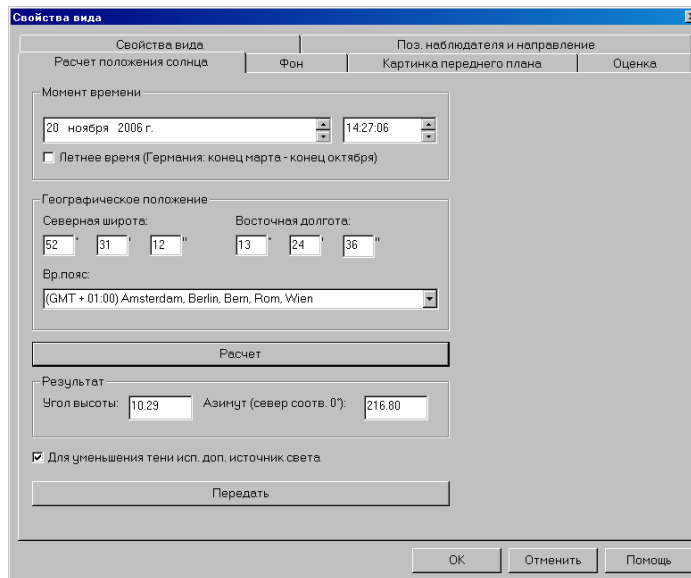 Свойства вида
Свойства вида
Поз. наблюдателя и направление
Расчет положения солнца
Фон
Картинка переднего плана
Оценка
Момент времени
20 ноября 2006 г.
14:27:06
Летнее время (Германия: конец марта - конец октября)
Географическое положение
Северная широта:
Восточная долгота:
52 ° 31 ' 12 "
13 ° 24 ' 36 "
Вр.пояс:
(GMT + 01:00) Amsterdam, Berlin, Bern, Rom, Wien
Расчет
Результат
Угол высоты: 10.29
Азимут (север соотв. 0°): 216.80
Для уменьшения тени исп. доп. источник света
Передать
OK
Отменить
Помощь